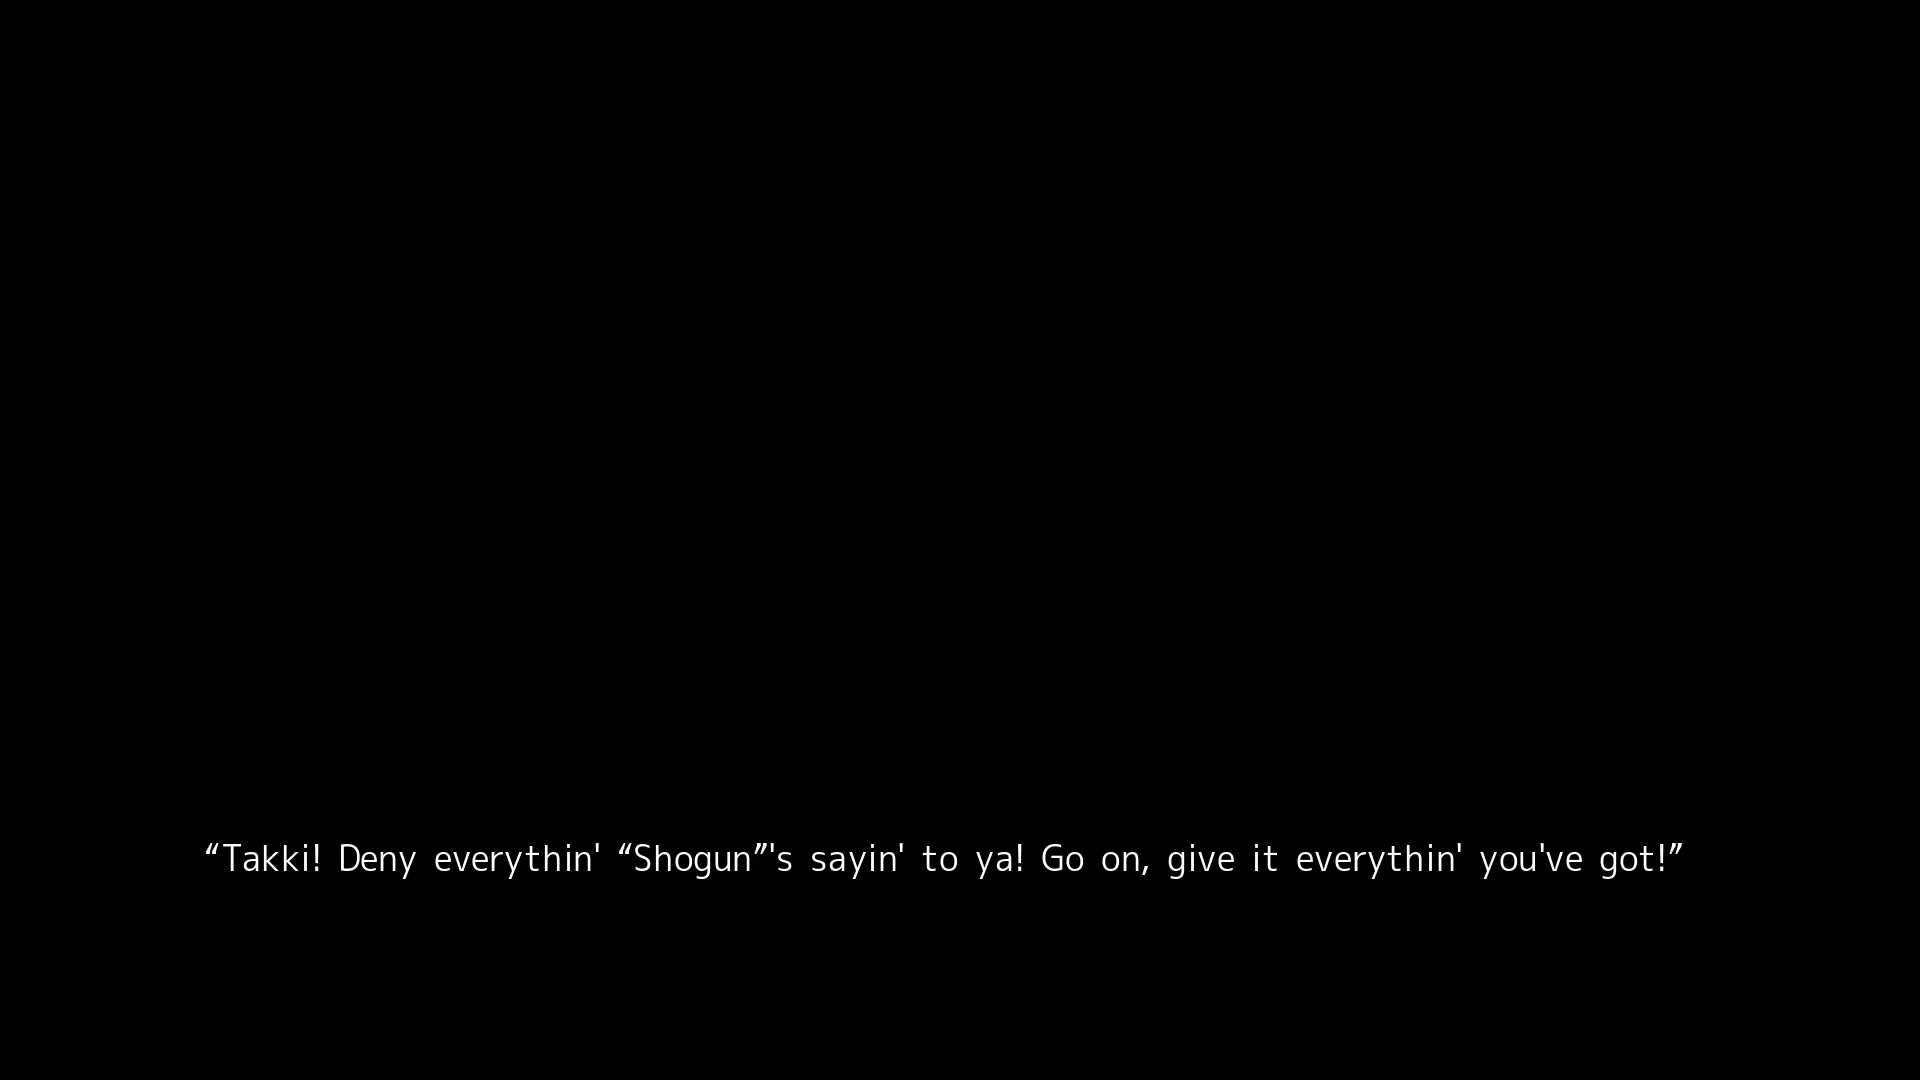 “Takki! Deny everythin' “Shogun”'s sayin' to ya! Go on, give it everythin' you've got!”